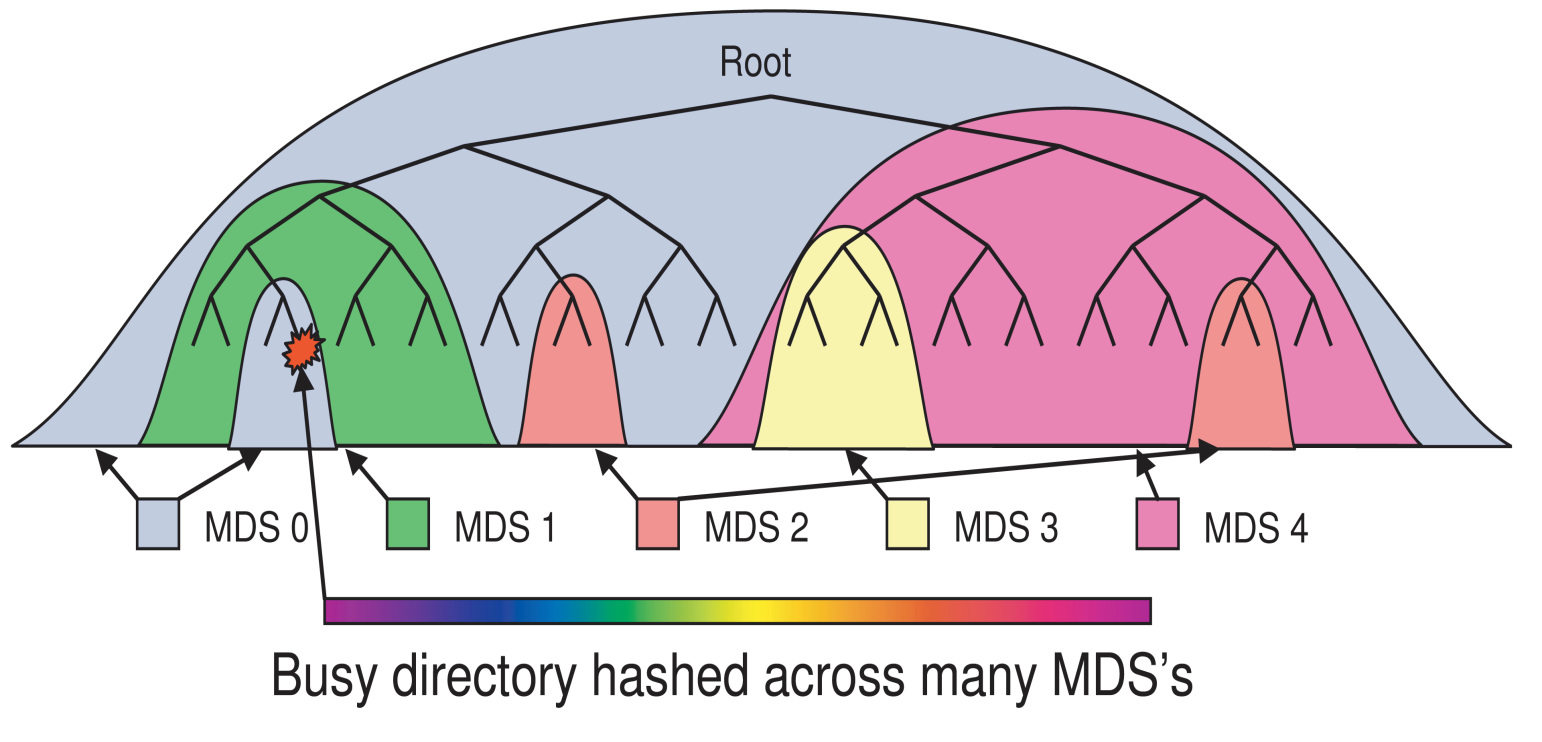 Root
MDS 0
MDS 1
MDS 2
MDS 3
MDS 4
Busy directory hashed across many MDS’s